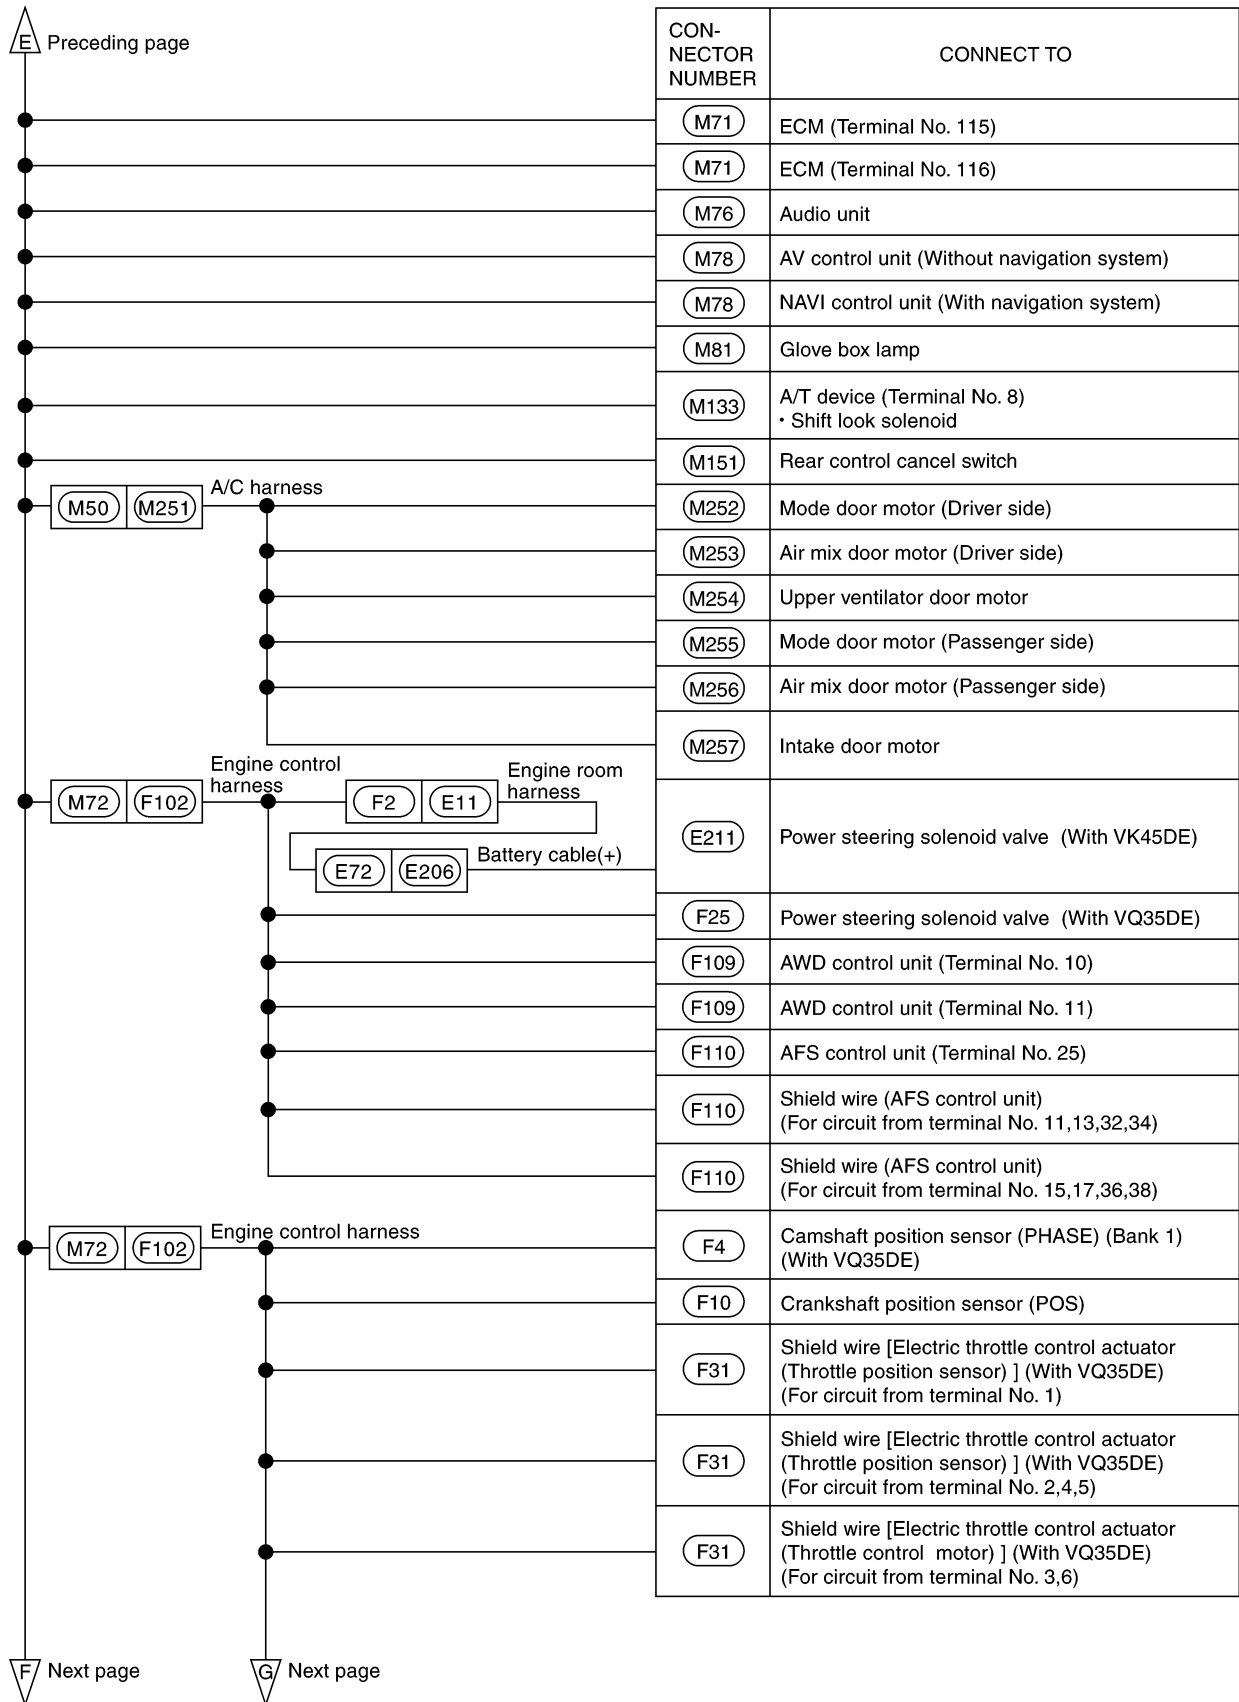 E Preceding page
CON-
NECTOR
NUMBER
CONNECT TO
M71 ECM (Terminal No. 115)
M71 ECM (Terminal No. 116)
M76 Audio unit
M78 AV control unit (Without navigation system)
M78 NAVI control unit (With navigation system)
M81 Glove box lamp
M133 A/T device (Terminal No. 8)
• Shift look solenoid
M151 Rear control cancel switch
M50 M251 A/C harness
M252 Mode door motor (Driver side)
M253 Air mix door motor (Driver side)
M254 Upper ventilator door motor
M255 Mode door motor (Passenger side)
M256 Air mix door motor (Passenger side)
M257 Intake door motor
M72 F102
Engine control
harness
F2 E11
Engine room
harness
E72 E206 Battery cable(+)
E211 Power steering solenoid valve (With VK45DE)
F25 Power steering solenoid valve (With VQ35DE)
F109 AWD control unit (Terminal No. 10)
F109 AWD control unit (Terminal No. 11)
F110 AFS control unit (Terminal No. 25)
F110 Shield wire (AFS control unit)
(For circuit from terminal No. 11,13,32,34)
F110 Shield wire (AFS control unit)
(For circuit from terminal No. 15,17,36,38)
M72 F102 Engine control harness
F4 Camshaft position sensor (PHASE) (Bank 1)
(With VQ35DE)
F10 Crankshaft position sensor (POS)
F31 Shield wire [Electric throttle control actuator
(Throttle position sensor) ] (With VQ35DE)
(For circuit from terminal No. 1)
F31 Shield wire [Electric throttle control actuator
(Throttle position sensor) ] (With VQ35DE)
(For circuit from terminal No. 2,4,5)
F31 Shield wire [Electric throttle control actuator
(Throttle control motor) ] (With VQ35DE)
(For circuit from terminal No. 3,6)
F Next page
G Next page